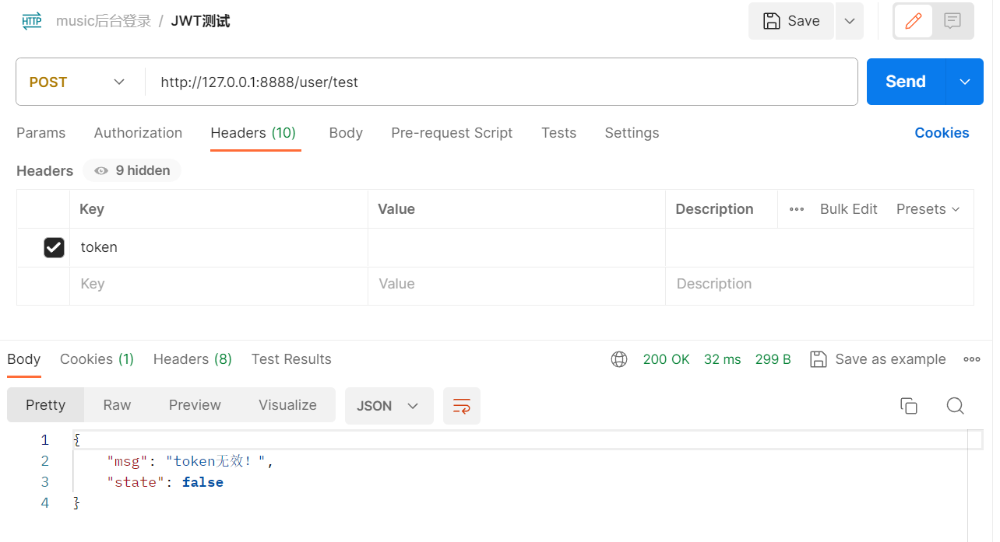 HTTP music后台登录 / JWT测试 Save
POST http://127.0.0.1:8888/user/test Send
Params Authorization Headers (10) Body Pre-request Script Tests Settings Cookies
Headers 9 hidden
Key Value Description Bulk Edit Presets
token
Key Value Description
Body Cookies (1) Headers (8) Test Results 200 OK 32 ms 299 B Save as example
Pretty Raw Preview Visualize JSON
1 {
2 "msg": "token无效！",
3 "state": false
4 }